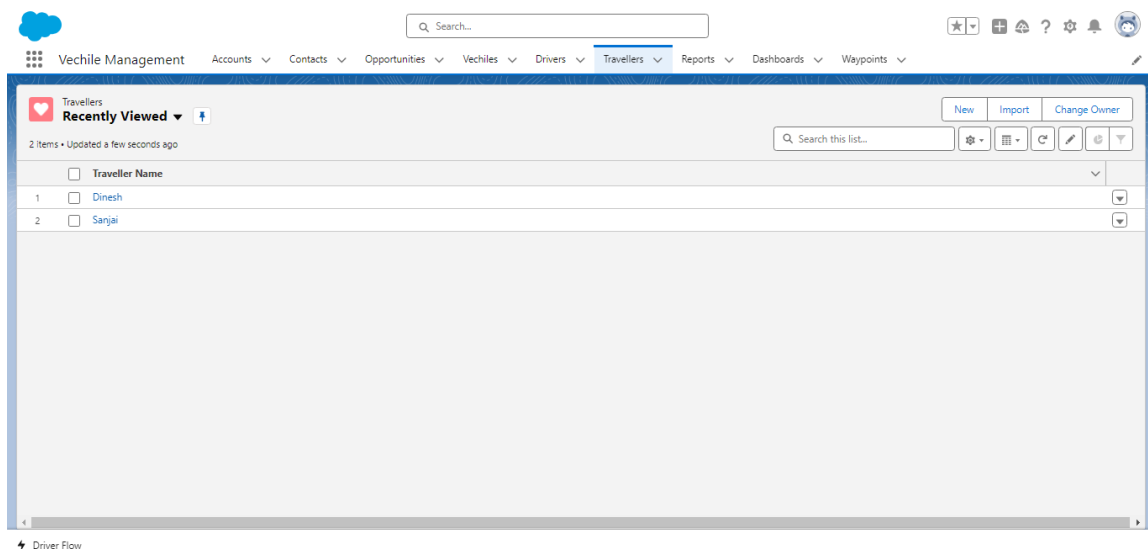 Search...
Vechile Management Accounts Contacts Opportunities Vechiles Drivers Travellers Reports Dashboards Waypoints
Travellers
Recently Viewed
New Import Change Owner
2 items • Updated a few seconds ago
Search this list...
Traveller Name
1 Dinesh
2 Sanjai
Driver Flow